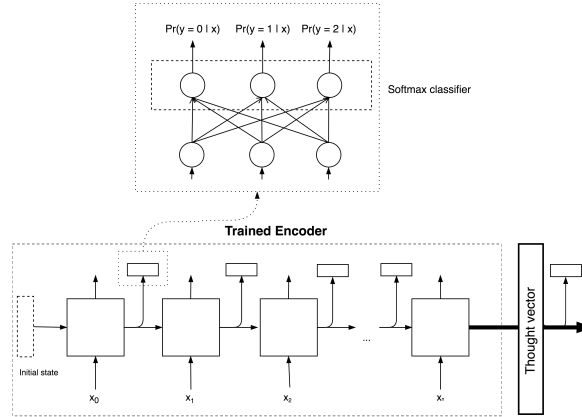 Pr(y = 0 | x) Pr(y = 1 | x) Pr(y = 2 | x)
Softmax classifier
Trained Encoder
Thought vector
...
Initial state
x₀ x₁ x₂ xₙ